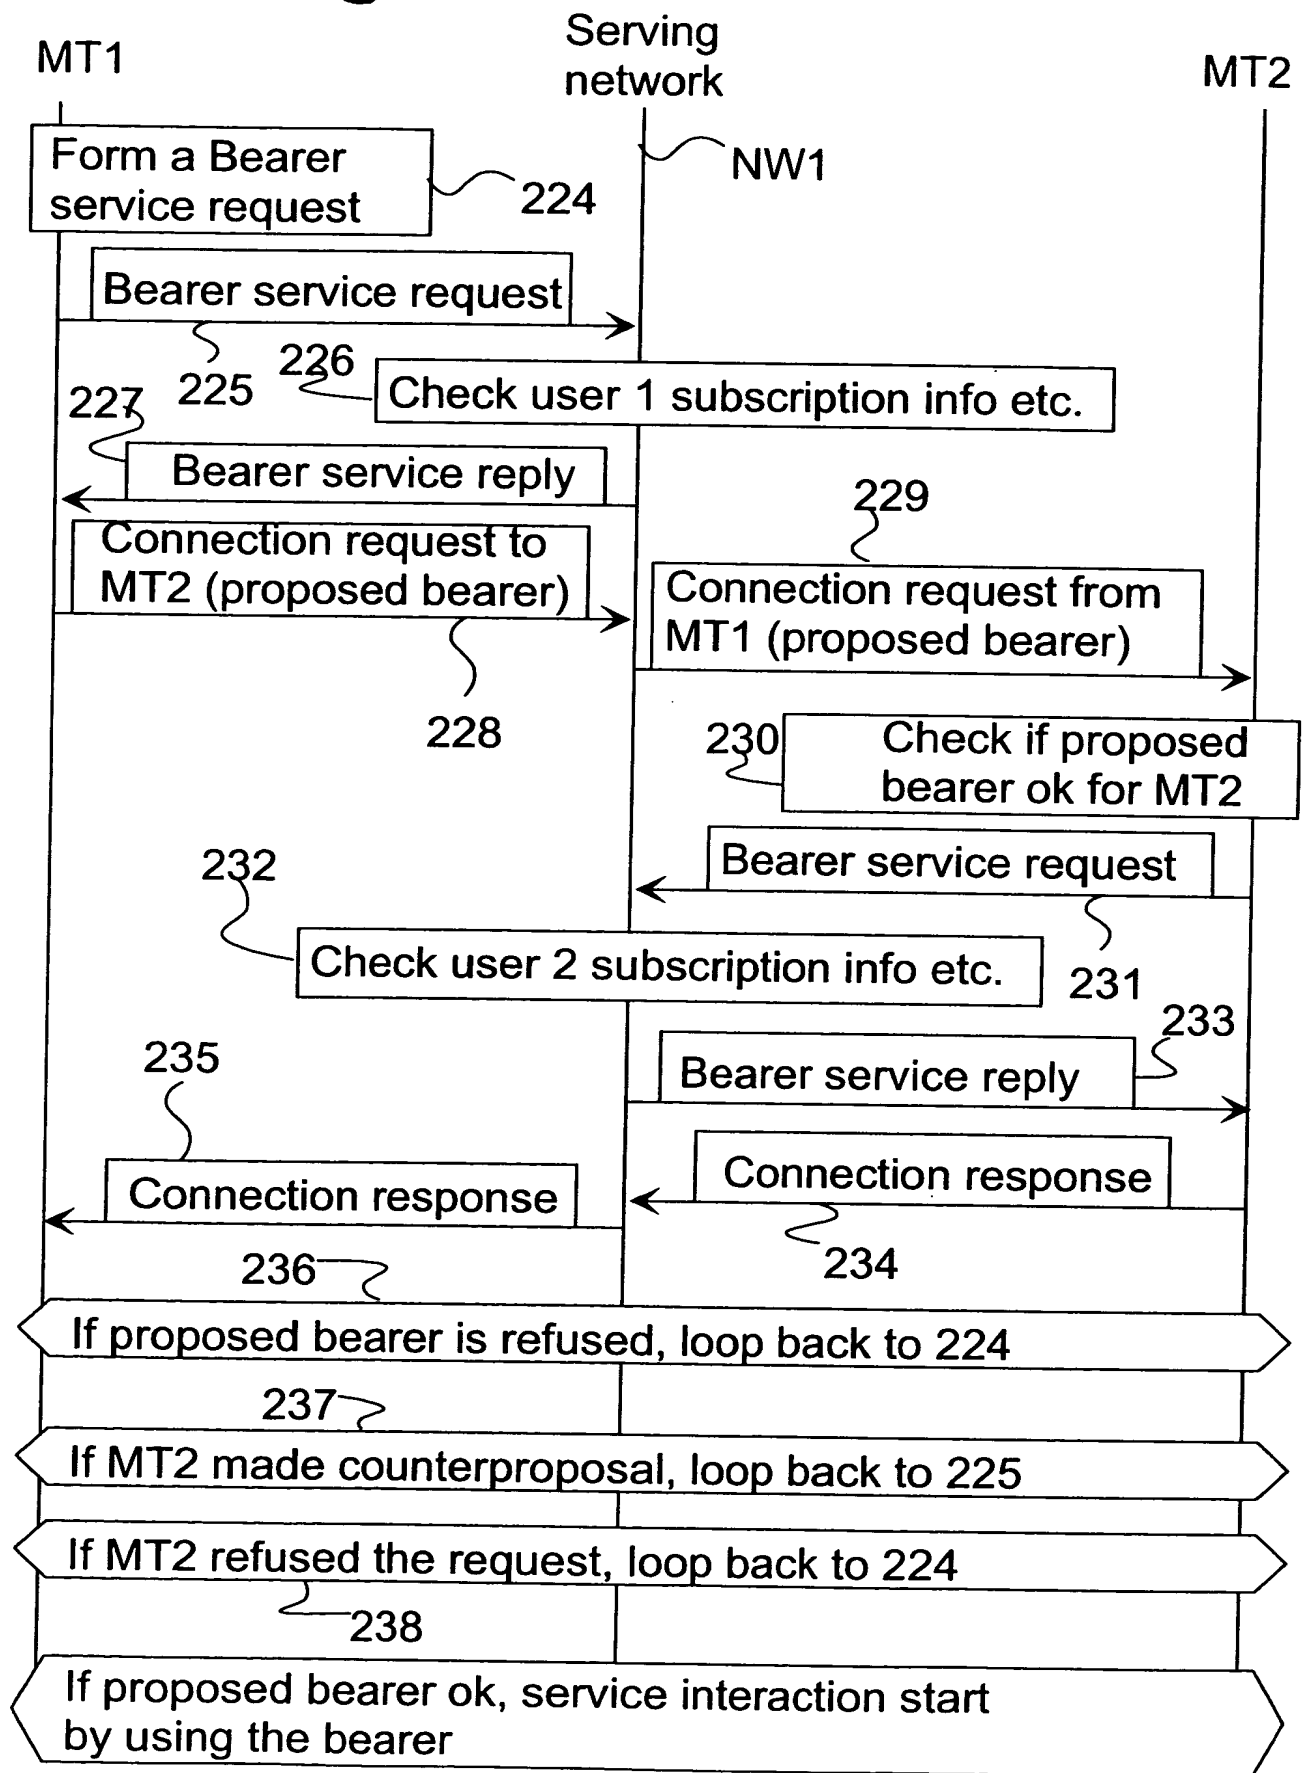 MT1
Serving
network
MT2
Form a Bearer
service request
224
NW1
Bearer service request
225
226
Check user 1 subscription info etc.
227
Bearer service reply
Connection request to
MT2 (proposed bearer)
228
229
Connection request from
MT1 (proposed bearer)
230
Check if proposed
bearer ok for MT2
Bearer service request
231
232
Check user 2 subscription info etc.
233
Bearer service reply
235
Connection response
Connection response
234
236
If proposed bearer is refused, loop back to 224
237
If MT2 made counterproposal, loop back to 225
If MT2 refused the request, loop back to 224
238
If proposed bearer ok, service interaction start
by using the bearer